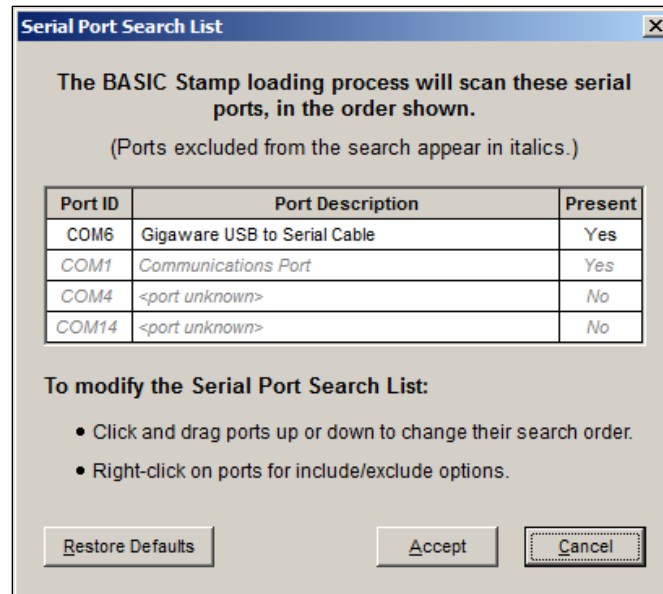 Serial Port Search List
The BASIC Stamp loading process will scan these serial
ports, in the order shown.
(Ports excluded from the search appear in italics.)
Port ID Port Description Present
COM6 Gigaware USB to Serial Cable Yes
COM1 Communications Port Yes
COM4 <port unknown> No
COM14 <port unknown> No
To modify the Serial Port Search List:
• Click and drag ports up or down to change their search order.
• Right-click on ports for include/exclude options.
Restore Defaults Accept Cancel